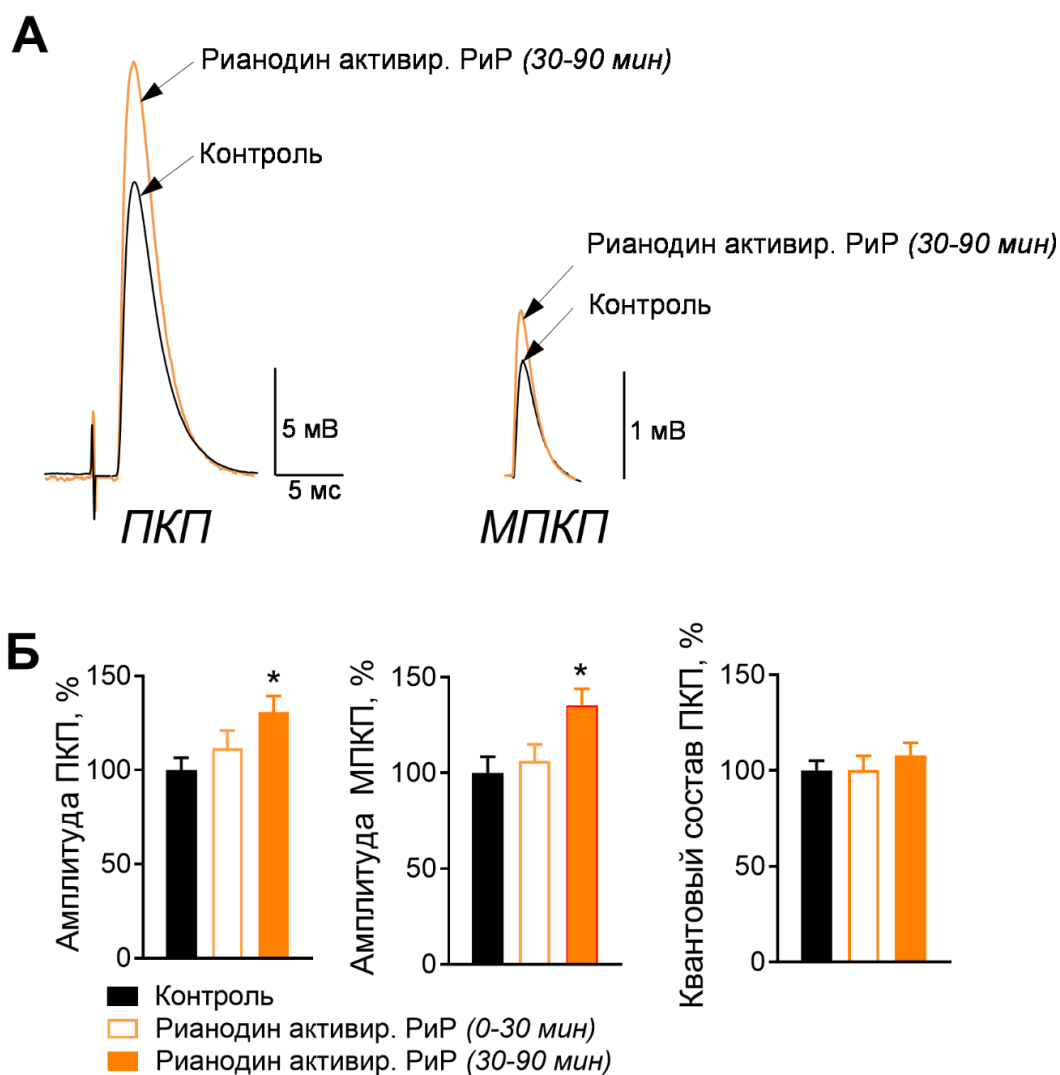 А
Рианодин активир. РиР (30-90 мин)
Контроль
5 мВ
5 мс
ПКП
Рианодин активир. РиР (30-90 мин)
Контроль
1 мВ
МПКП
Б
Амплитуда ПКП, %
150
100
50
0
*
Амплитуда МПКП, %
150
100
50
0
*
Квантовый состав ПКП, %
150
100
50
0
Контроль
Рианодин активир. РиР (0-30 мин)
Рианодин активир. РиР (30-90 мин)